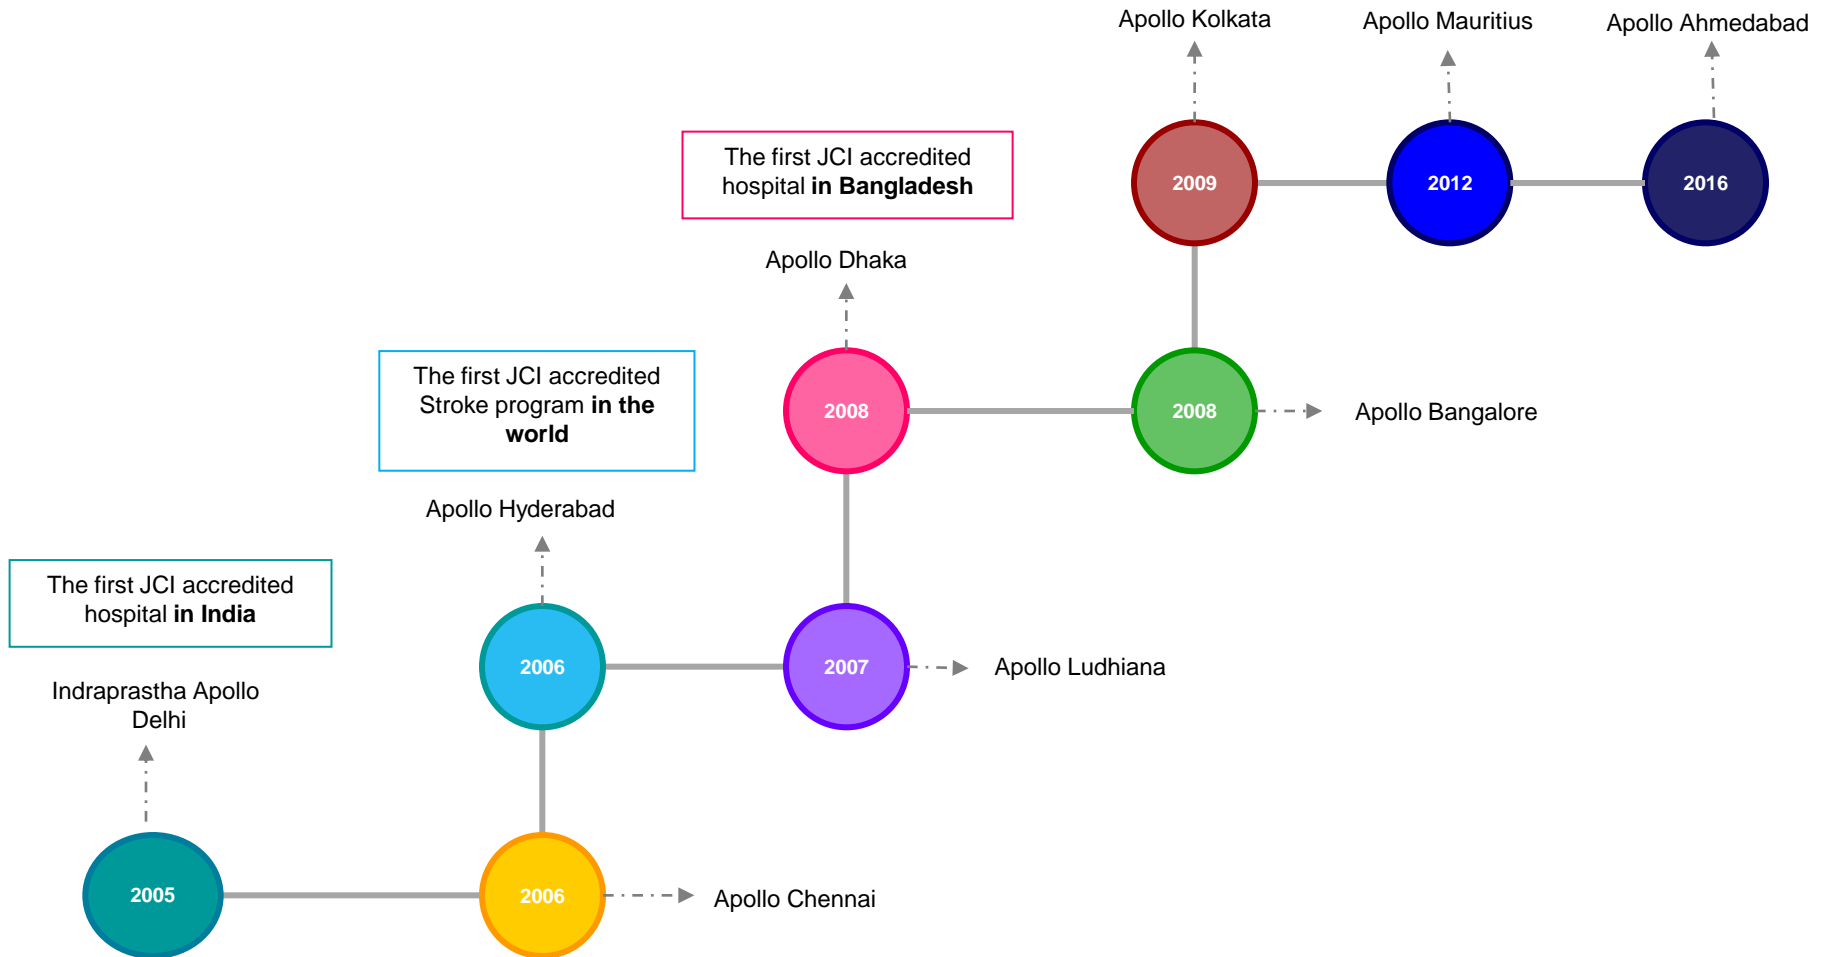 Apollo Kolkata
Apollo Mauritius
Apollo Ahmedabad
The first JCI accredited
hospital in Bangladesh
2009
2012
2016
Apollo Dhaka
The first JCI accredited
Stroke program in the
world
2008
2008
Apollo Bangalore
Apollo Hyderabad
The first JCI accredited
hospital in India
2006
2007
Apollo Ludhiana
Indraprastha Apollo
Delhi
2005
2006
Apollo Chennai